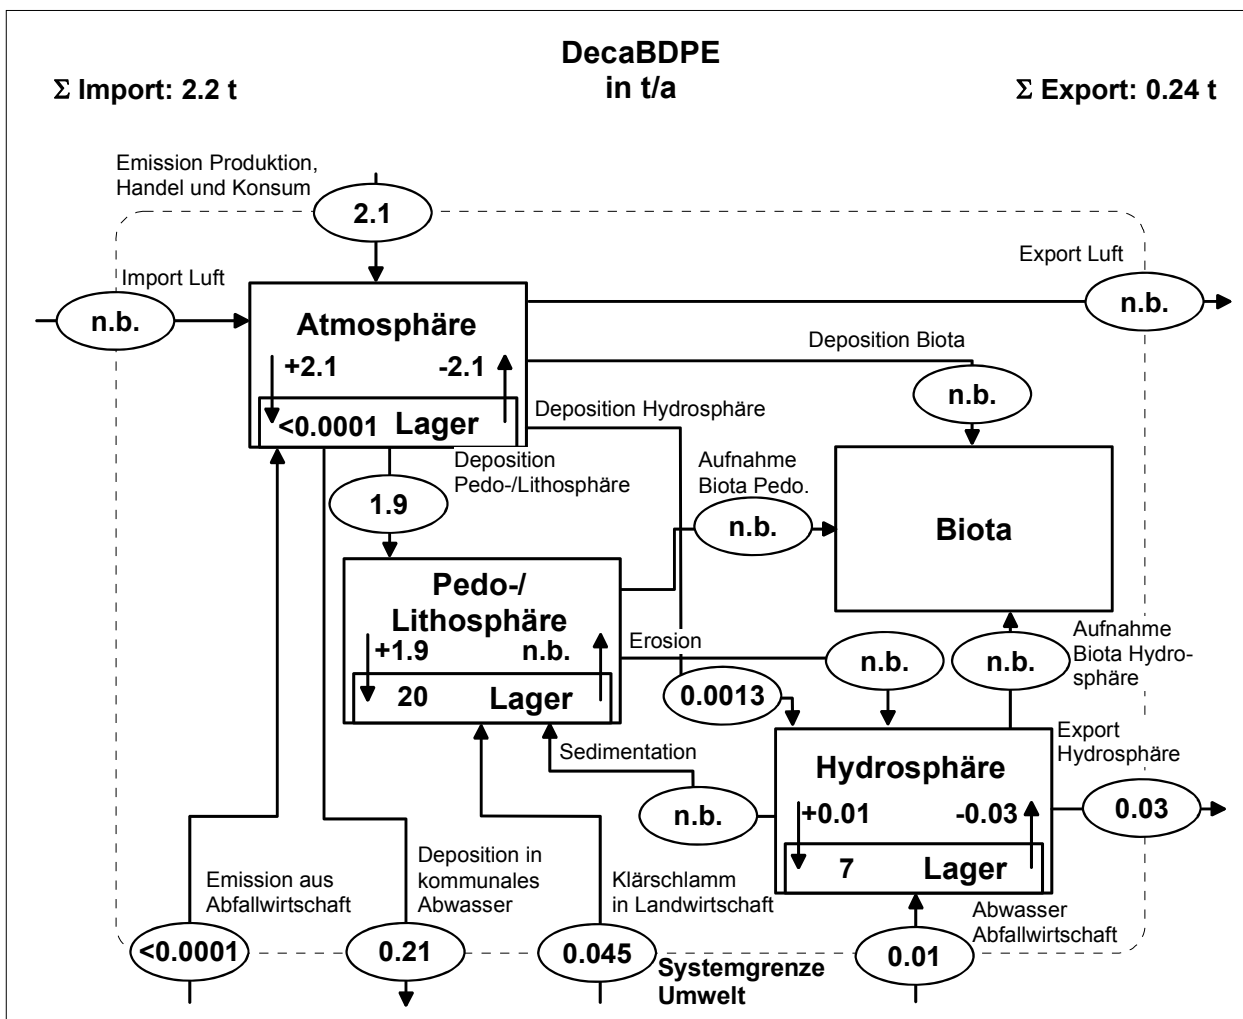 DecaBDPE
in t/a
Σ Import: 2.2 t
Σ Export: 0.24 t
Emission Produktion,
Handel und Konsum
2.1
Import Luft
n.b.
Export Luft
n.b.
Atmosphäre
+2.1
-2.1
<0.0001
Lager
Deposition Biota
n.b.
Deposition Hydrosphäre
Deposition
Pedo-/Lithosphäre
1.9
Aufnahme
Biota Pedo.
n.b.
Biota
Pedo-/
Lithosphäre
+1.9
n.b.
20
Lager
Erosion
n.b.
n.b.
Aufnahme
Biota Hydro-
sphäre
0.0013
Sedimentation
n.b.
Hydrosphäre
+0.01
-0.03
7
Lager
Export
Hydrosphäre
0.03
Emission aus
Abfallwirtschaft
<0.0001
Deposition in
kommunales
Abwasser
0.21
Klärschlamm
in Landwirtschaft
0.045
Abwasser
Abfallwirtschaft
0.01
Systemgrenze
Umwelt